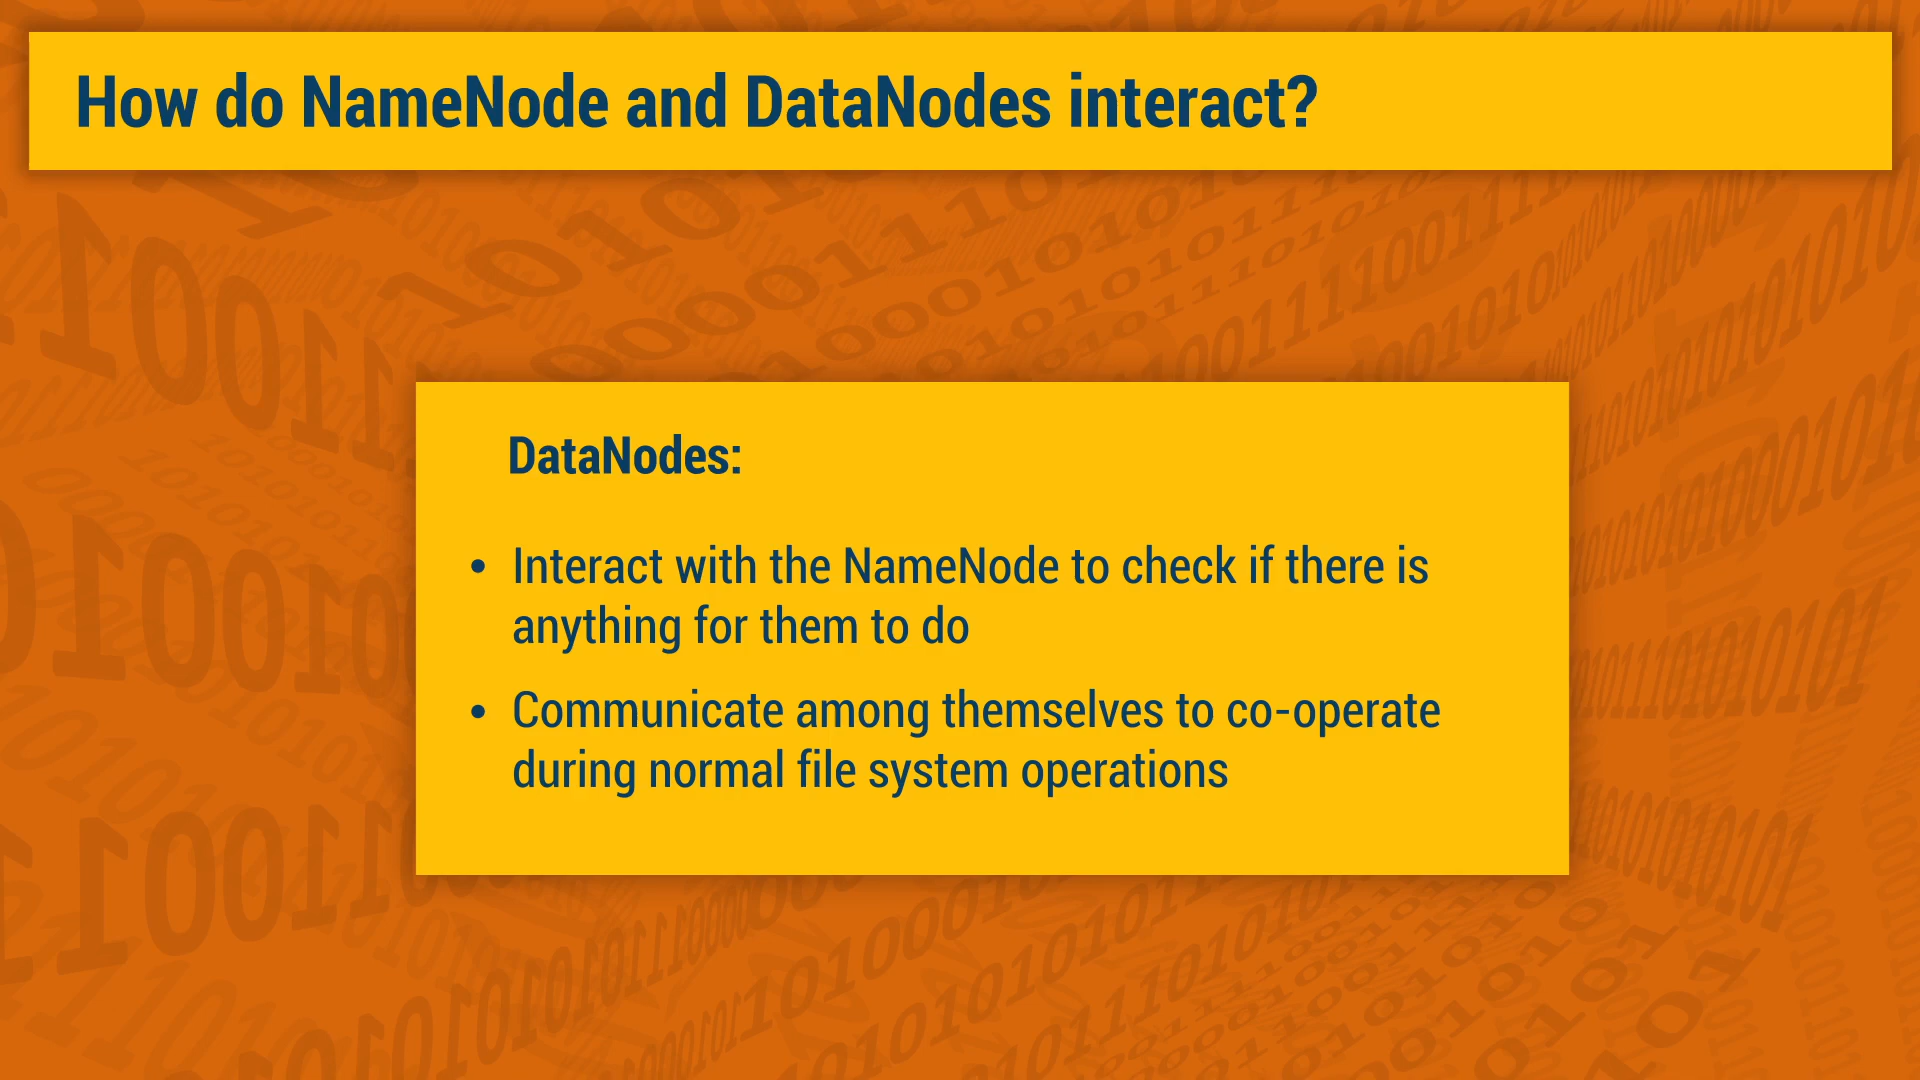 How do NameNode and DataNodes interact?
DataNodes:
• Interact with the NameNode to check if there is
anything for them to do
• Communicate among themselves to co-operate
during normal file system operations